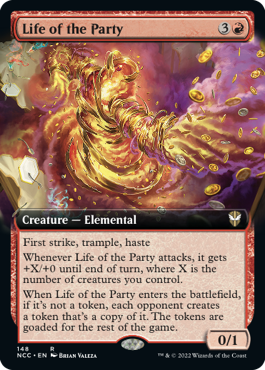 Life of the Party 3
Creature — Elemental
First strike, trample, haste
Whenever Life of the Party attacks, it gets
+X/+0 until end of turn, where X is the
number of creatures you control.
When Life of the Party enters the battlefield,
if it's not a token, each opponent creates
a token that's a copy of it. The tokens are
goaded for the rest of the game.
0/1
148 R
NCC • EN Brian Valeza
™ & © 2022 Wizards of the Coast